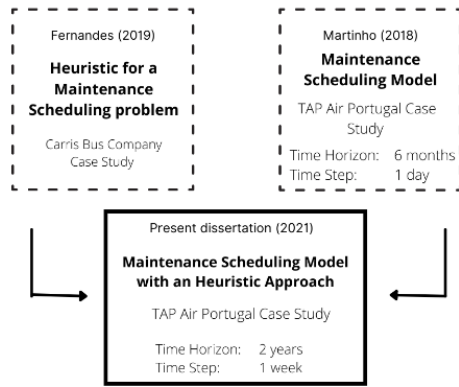 Fernandes (2019)
Heuristic for a
Maintenance
Scheduling problem
Carris Bus Company
Case Study
Martinho (2018)
Maintenance
Scheduling Model
TAP Air Portugal Case
Study
Time Horizon: 6 months
Time Step: 1 day
Present dissertation (2021)
Maintenance Scheduling Model
with an Heuristic Approach
TAP Air Portugal Case Study
Time Horizon: 2 years
Time Step: 1 week